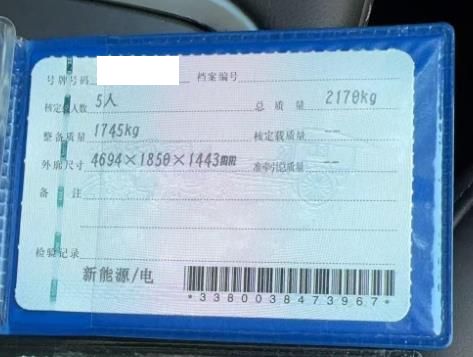 号牌号码 档案编号
核定载人数 5人 总质量 2170kg
整备质量 1745kg 核定载质量 --
外廓尺寸 4694×1850×1443mm 准牵引总质量 --
备注
检验记录
新能源/电
*3380038473967*